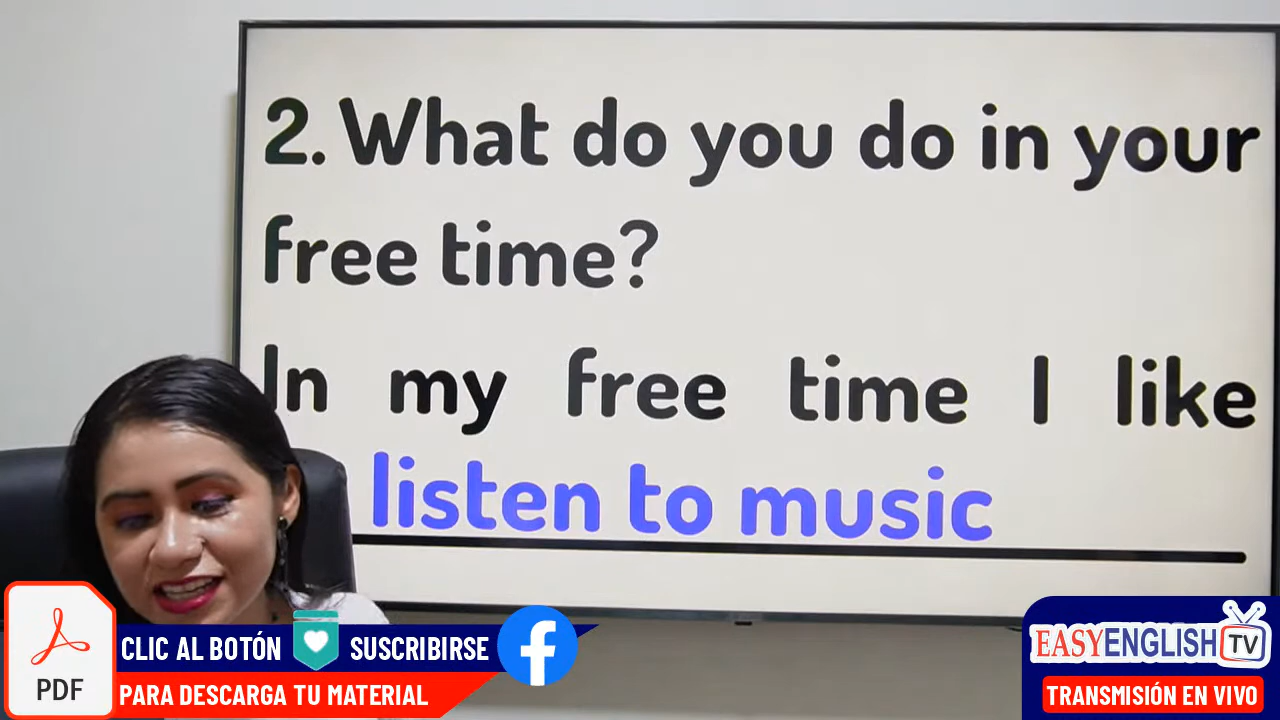 2. What do you do in your
free time?
In my free time I like
listen to music
PDF
CLIC AL BOTÓN SUSCRIBIRSE
PARA DESCARGA TU MATERIAL
EASYENGLISH TV
TRANSMISIÓN EN VIVO